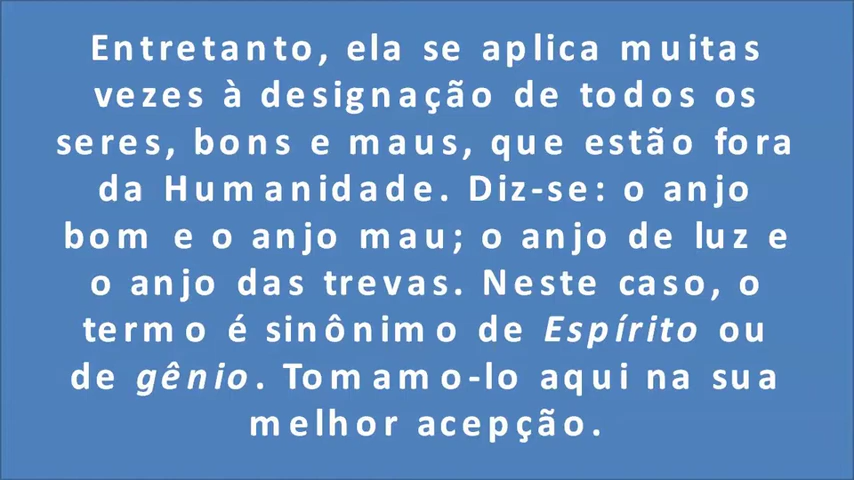 Entretanto, ela se aplica muitas
vezes à designação de todos os
seres, bons e maus, que estão fora
da Humanidade. Diz-se: o anjo
bom e o anjo mau; o anjo de luz e
o anjo das trevas. Neste caso, o
termo é sinônimo de Espírito ou
de gênio. Tomamo-lo aqui na sua
melhor acepção.